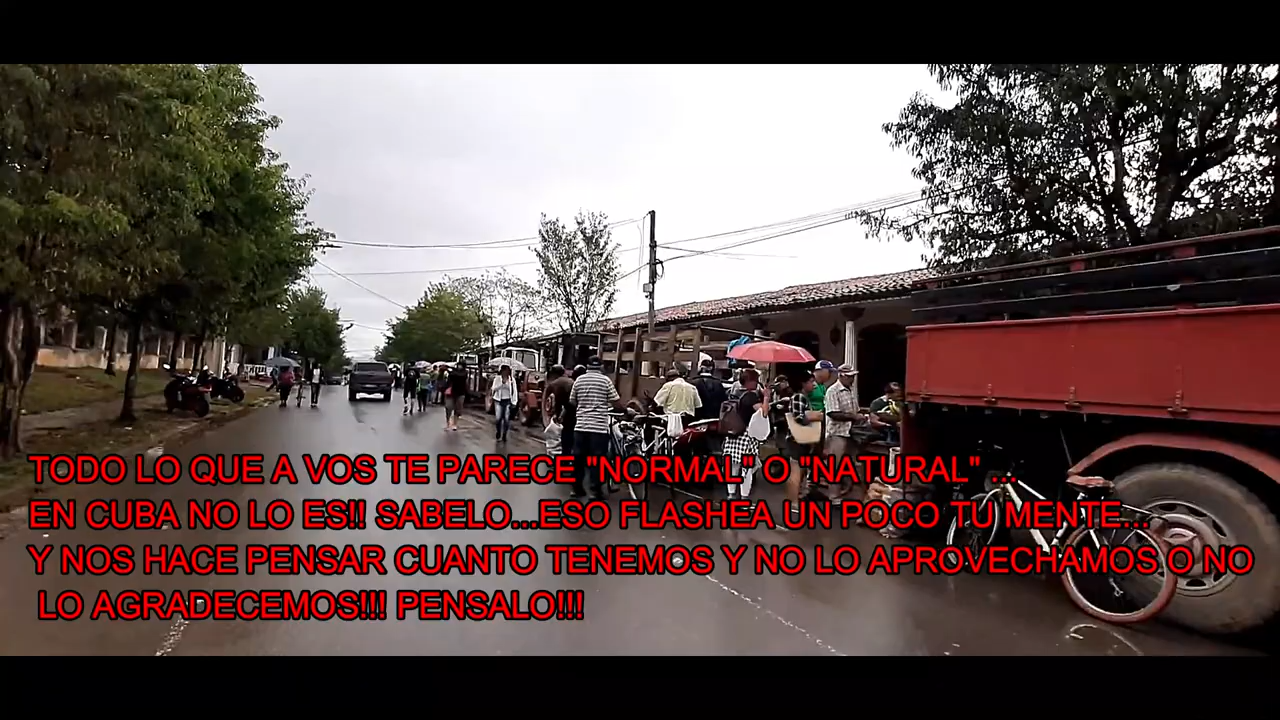 TODO LO QUE A VOS TE PARECE "NORMAL" O "NATURAL" ...
EN CUBA NO LO ES!! SABELO...ESO FLASHEA UN POCO TU MENTE...
Y NOS HACE PENSAR CUANTO TENEMOS Y NO LO APROVECHAMOS O NO
LO AGRADECEMOS!!! PENSALO!!!